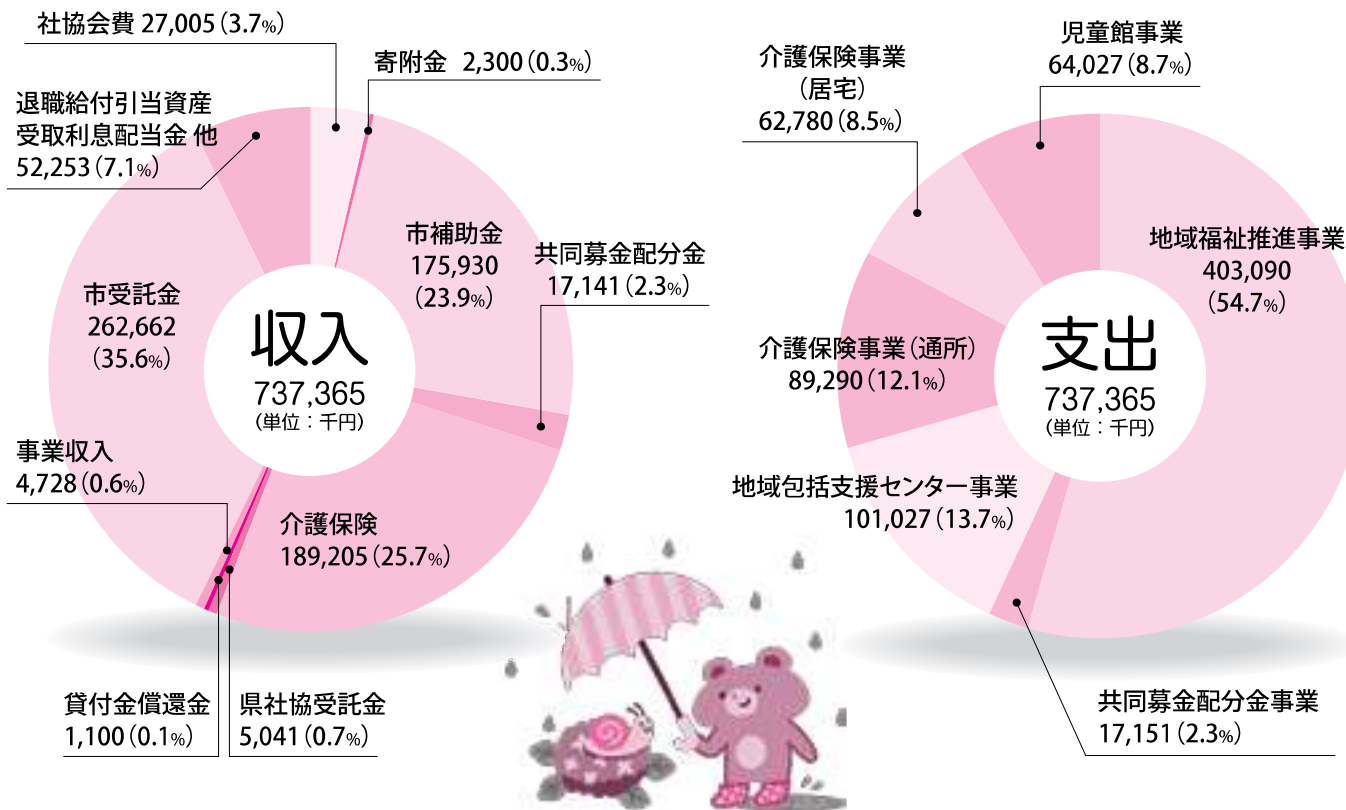 社協会費 27,005(3.7%)
寄附金 2,300(0.3%)
退職給付引当資産
受取利息配当金 他
52,253(7.1%)
市補助金
175,930
(23.9%)
共同募金配分金
17,141(2.3%)
市受託金
262,662
(35.6%)
収入
737,365
(単位：千円)
事業収入
4,728(0.6%)
介護保険
189,205(25.7%)
貸付金償還金
1,100(0.1%)
県社協受託金
5,041(0.7%)
児童館事業
64,027(8.7%)
介護保険事業
(居宅)
62,780(8.5%)
地域福祉推進事業
403,090
(54.7%)
介護保険事業(通所)
89,290(12.1%)
支出
737,365
(単位：千円)
地域包括支援センター事業
101,027(13.7%)
共同募金配分金事業
17,151(2.3%)